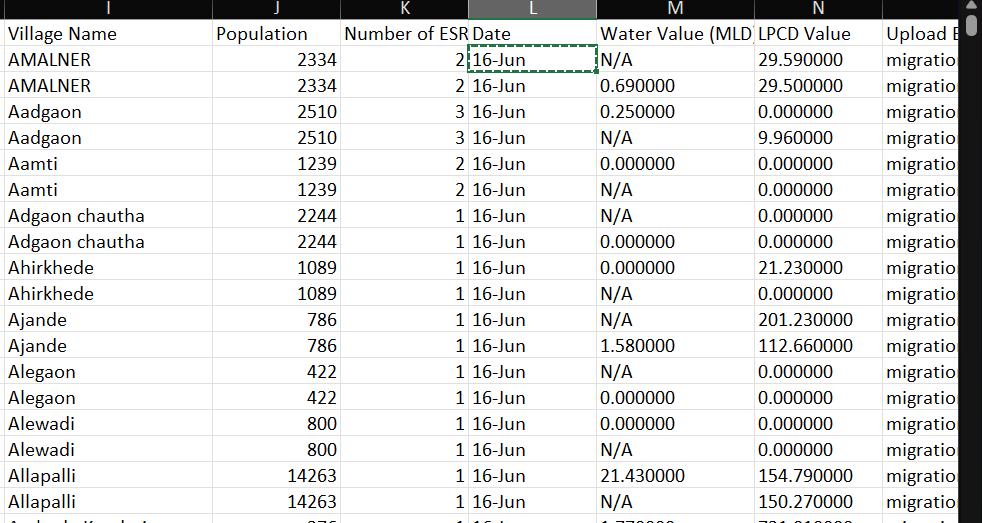 I J K L M N
Village Name Population Number of ESR Date Water Value (MLD) LPCD Value Upload
AMALNER 2334 2 16-Jun N/A 29.590000 migratio
AMALNER 2334 2 16-Jun 0.690000 29.500000 migratio
Aadgaon 2510 3 16-Jun 0.250000 0.000000 migratio
Aadgaon 2510 3 16-Jun N/A 9.960000 migratio
Aamti 1239 2 16-Jun 0.000000 0.000000 migratio
Aamti 1239 2 16-Jun N/A 0.000000 migratio
Adgaon chautha 2244 1 16-Jun N/A 0.000000 migratio
Adgaon chautha 2244 1 16-Jun 0.000000 0.000000 migratio
Ahirkhede 1089 1 16-Jun 0.000000 21.230000 migratio
Ahirkhede 1089 1 16-Jun N/A 0.000000 migratio
Ajande 786 1 16-Jun N/A 201.230000 migratio
Ajande 786 1 16-Jun 1.580000 112.660000 migratio
Alegaon 422 1 16-Jun N/A 0.000000 migratio
Alegaon 422 1 16-Jun 0.000000 0.000000 migratio
Alewadi 800 1 16-Jun 0.000000 0.000000 migratio
Alewadi 800 1 16-Jun N/A 0.000000 migratio
Allapalli 14263 1 16-Jun 21.430000 154.790000 migratio
Allapalli 14263 1 16-Jun N/A 150.270000 migratio